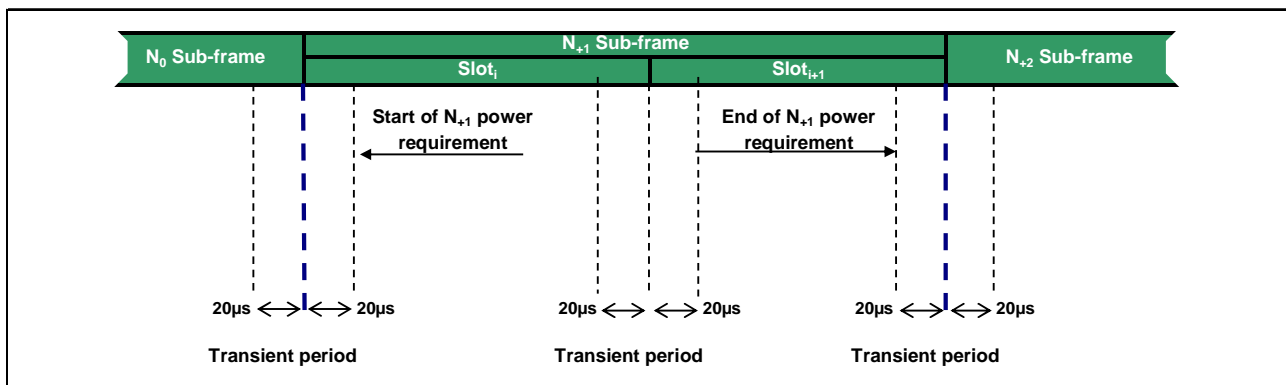 N+1 Sub-frame
N0 Sub-frame
N+2 Sub-frame
Sloti
Sloti+1
Start of N+1 power
requirement
End of N+1 power
requirement
20µs 20µs 20µs 20µs 20µs 20µs
Transient period Transient period Transient period